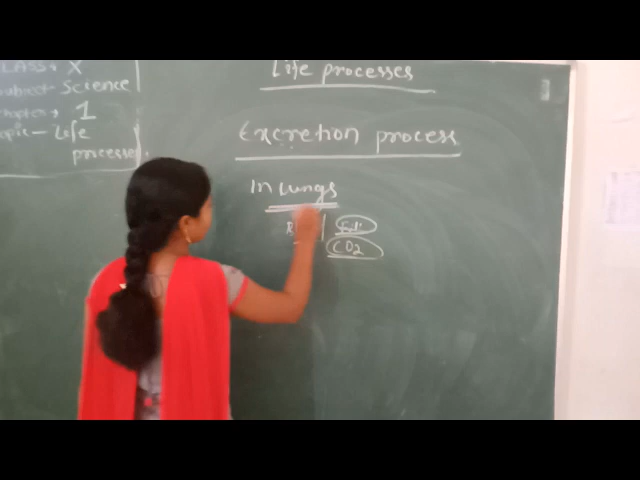 CLASS: X
Subject- Science
Chapter: 1
Topic - Life
processes.
Life processes
Excretion process
In Lungs
CO2